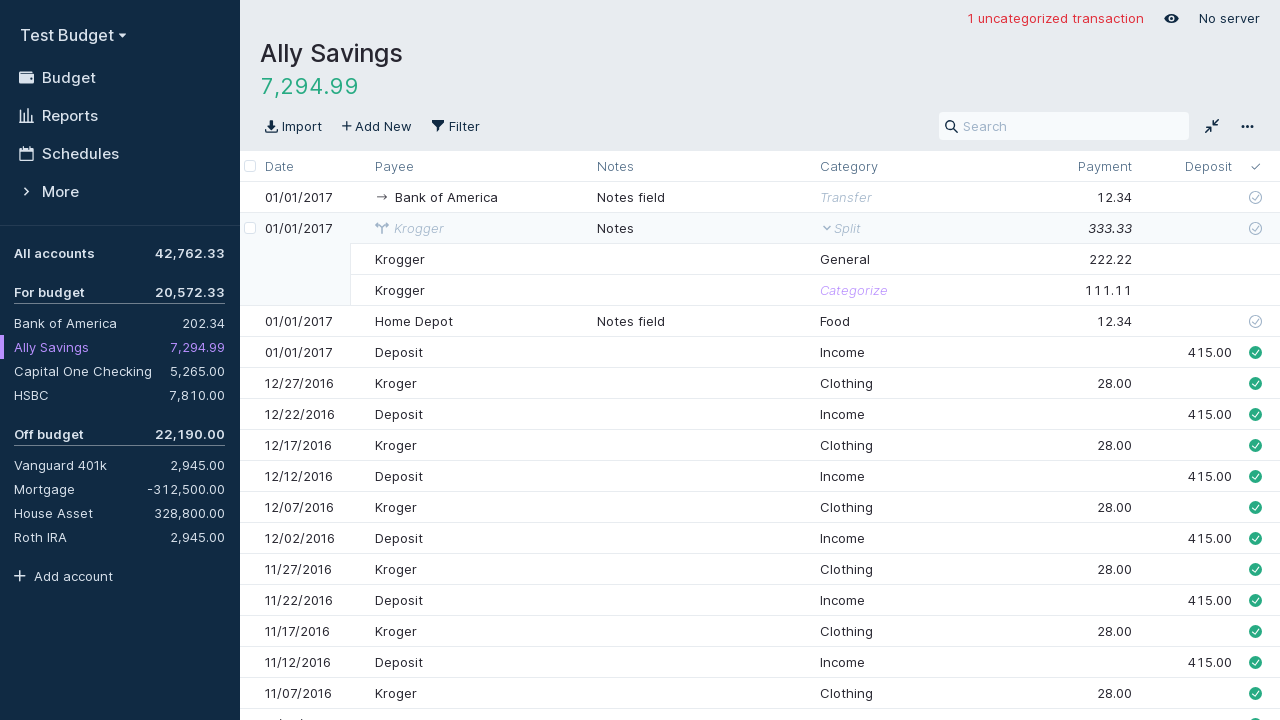 Test Budget
Budget
Reports
Schedules
More
All accounts 42,762.33
For budget 20,572.33
Bank of America 202.34
Ally Savings 7,294.99
Capital One Checking 5,265.00
HSBC 7,810.00
Off budget 22,190.00
Vanguard 401k 2,945.00
Mortgage -312,500.00
House Asset 328,800.00
Roth IRA 2,945.00
Add account
1 uncategorized transaction No server
Ally Savings
7,294.99
Import Add New Filter Search
Date Payee Notes Category Payment Deposit
01/01/2017 Bank of America Notes field Transfer 12.34
01/01/2017 Krogger Notes Split 333.33
Krogger General 222.22
Krogger Categorize 111.11
01/01/2017 Home Depot Notes field Food 12.34
01/01/2017 Deposit Income 415.00
12/27/2016 Kroger Clothing 28.00
12/22/2016 Deposit Income 415.00
12/17/2016 Kroger Clothing 28.00
12/12/2016 Deposit Income 415.00
12/07/2016 Kroger Clothing 28.00
12/02/2016 Deposit Income 415.00
11/27/2016 Kroger Clothing 28.00
11/22/2016 Deposit Income 415.00
11/17/2016 Kroger Clothing 28.00
11/12/2016 Deposit Income 415.00
11/07/2016 Kroger Clothing 28.00